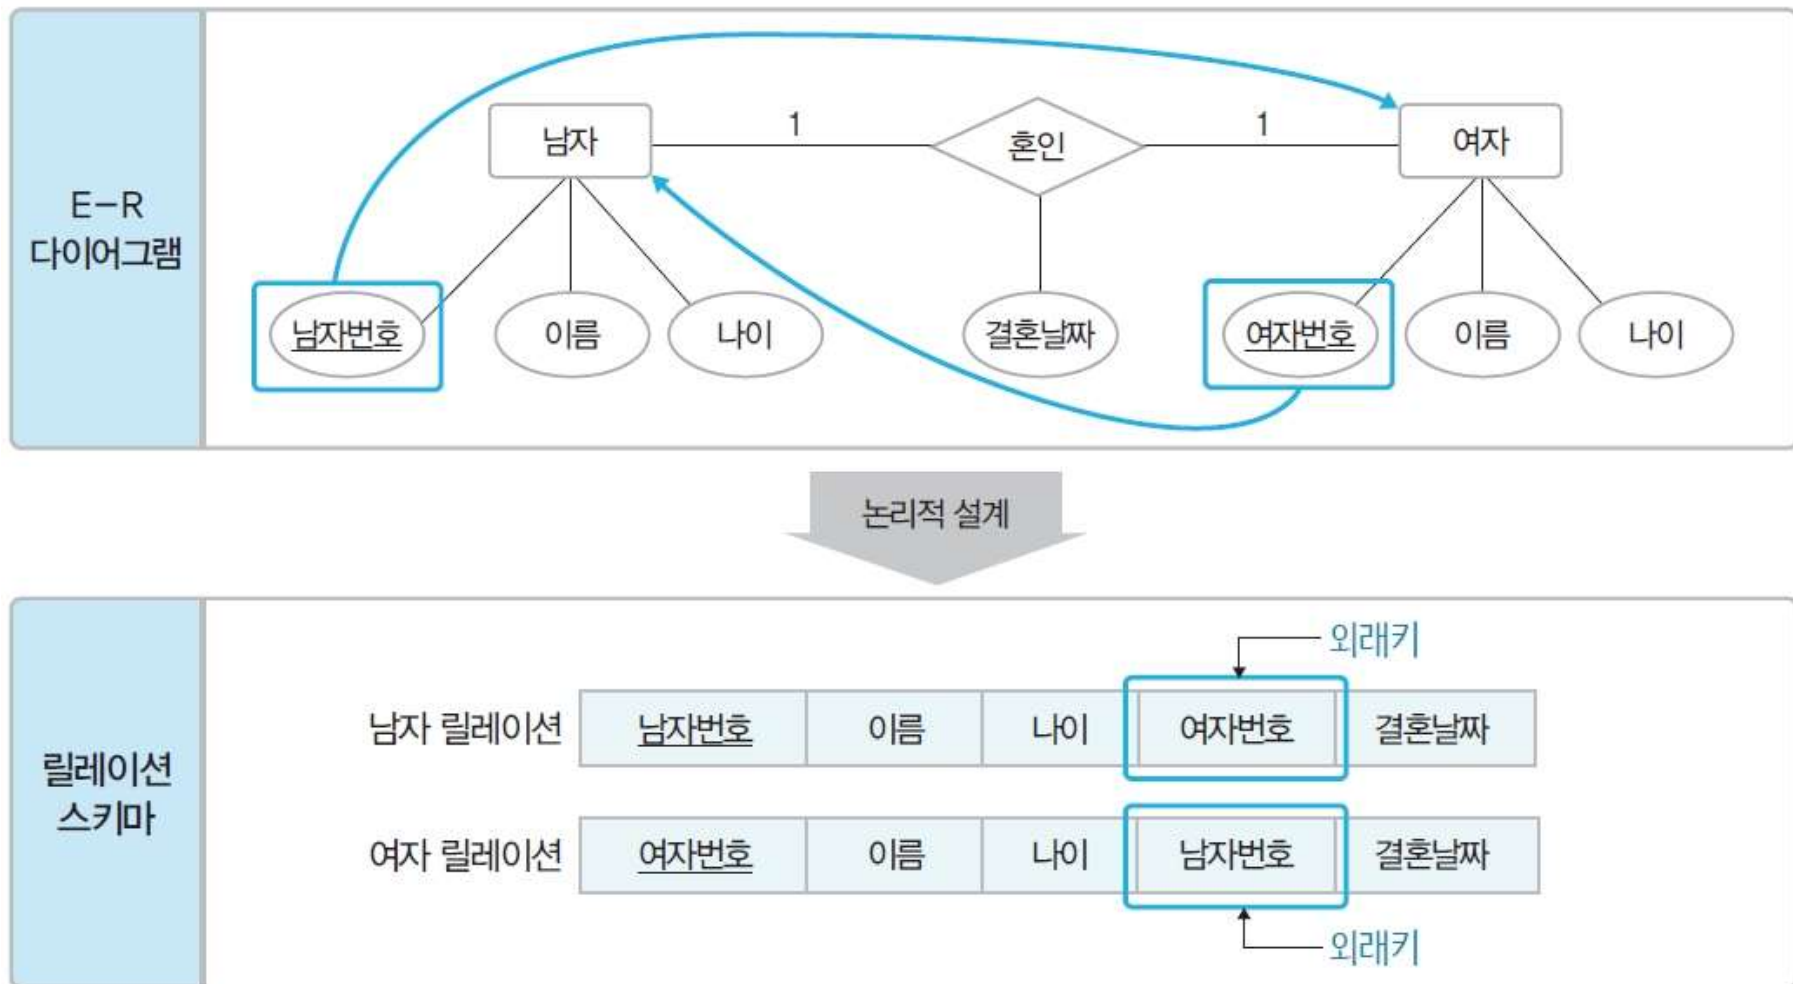 E-R
다이어그램
남자
1
혼인
1
여자
남자번호
이름
나이
결혼날짜
여자번호
이름
나이
논리적 설계
릴레이션
스키마
외래키
남자 릴레이션 남자번호 이름 나이 여자번호 결혼날짜
여자 릴레이션 여자번호 이름 나이 남자번호 결혼날짜
외래키